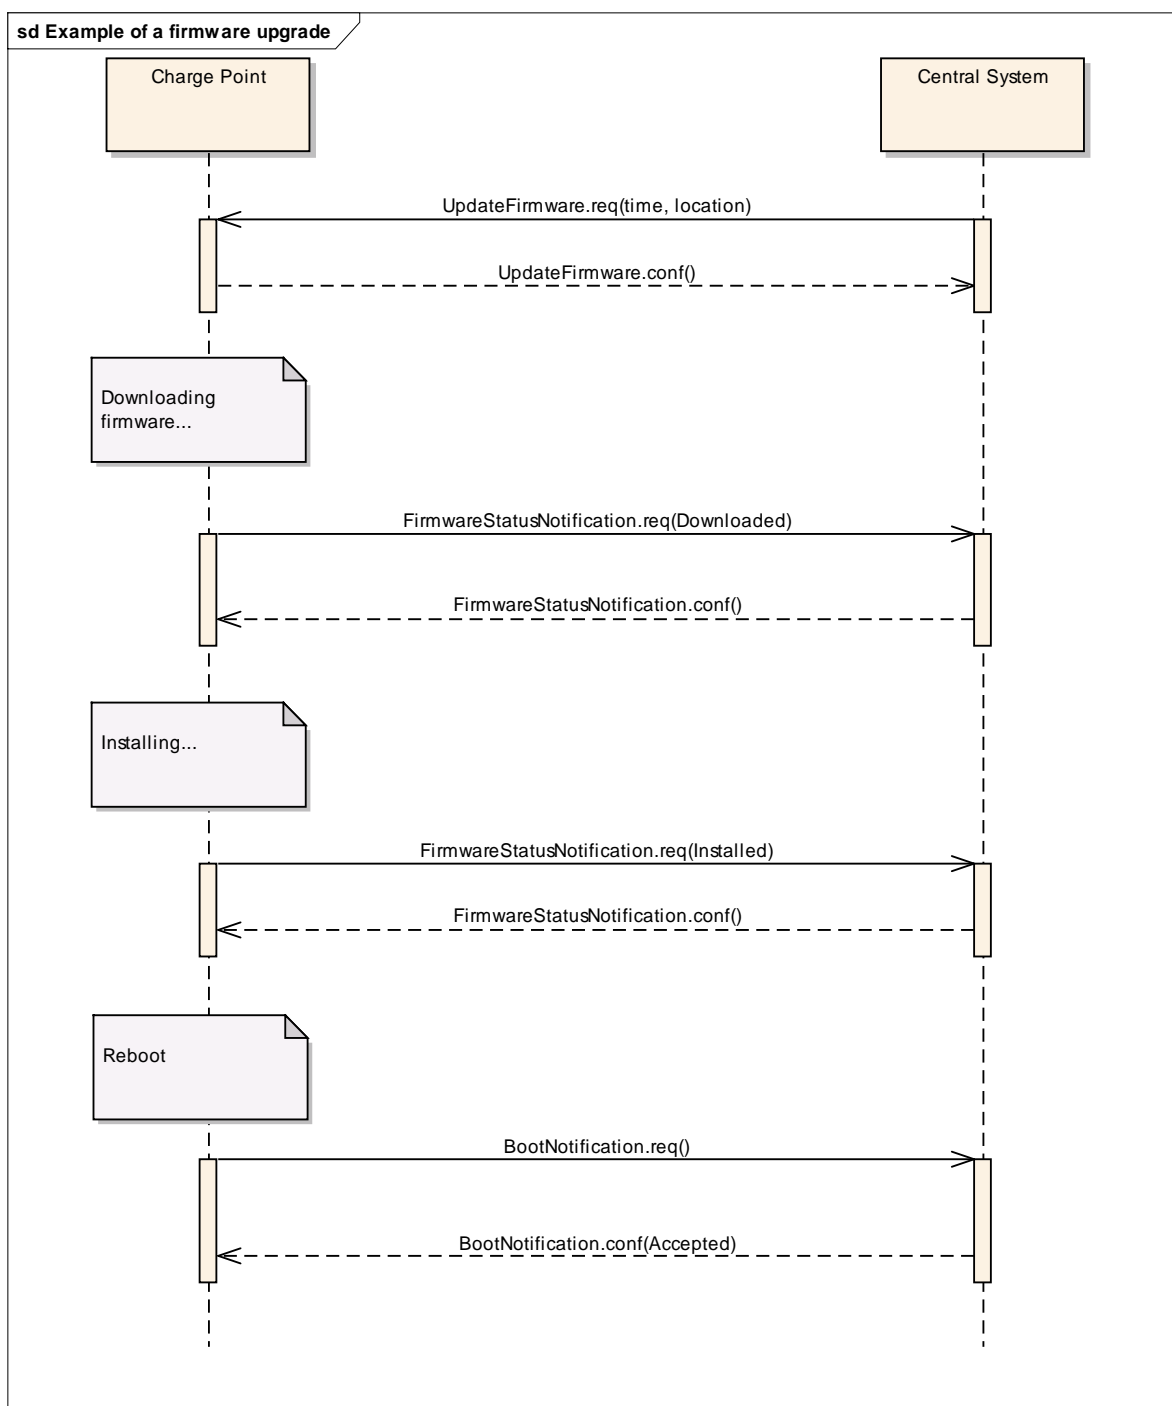 sd Example of a firmware upgrade
Charge Point
Central System
UpdateFirmware.req(time, location)
UpdateFirmware.conf()
Downloading
firmware...
FirmwareStatusNotification.req(Downloaded)
FirmwareStatusNotification.conf()
Installing...
FirmwareStatusNotification.req(Installed)
FirmwareStatusNotification.conf()
Reboot
BootNotification.req()
BootNotification.conf(Accepted)